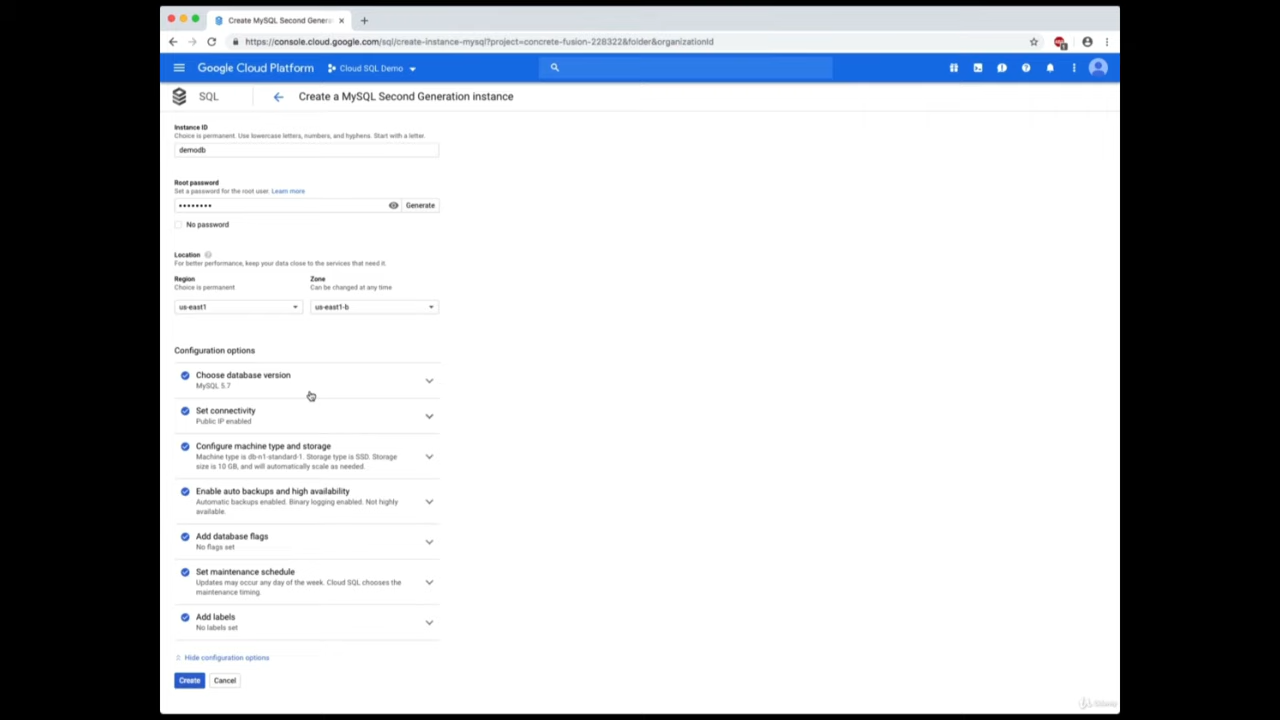 Create MySQL Second Genera
https://console.cloud.google.com/sql/create-instance-mysql?project=concrete-fusion-228322&folder&organizationId
Google Cloud Platform
Cloud SQL Demo
SQL
Create a MySQL Second Generation instance
Instance ID
Choice is permanent. Use lowercase letters, numbers, and hyphens. Start with a letter.
demodb
Root password
Set a password for the root user. Learn more
••••••••
Generate
No password
Location
For better performance, keep your data close to the services that need it.
Region Zone
Choice is permanent Can be changed at any time
us-east1 us-east1-b
Configuration options
Choose database version
MySQL 5.7
Set connectivity
Public IP enabled
Configure machine type and storage
Machine type is db-n1-standard-1. Storage type is SSD. Storage
size is 10 GB, and will automatically scale as needed.
Enable auto backups and high availability
Automatic backups enabled. Binary logging enabled. Not highly
available.
Add database flags
No flags set
Set maintenance schedule
Updates may occur any day of the week. Cloud SQL chooses the
maintenance timing.
Add labels
No labels set
Hide configuration options
Create Cancel
Udemy